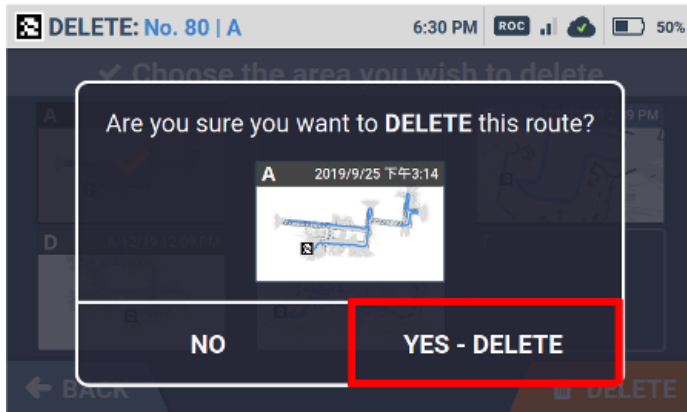 DELETE: No. 80 | A
6:30 PM ROC 50%
✓ Choose the area you wish to delete
Are you sure you want to DELETE this route?
A 2019/9/25 下午3:14
A
D
NO YES - DELETE
← BACK DELETE